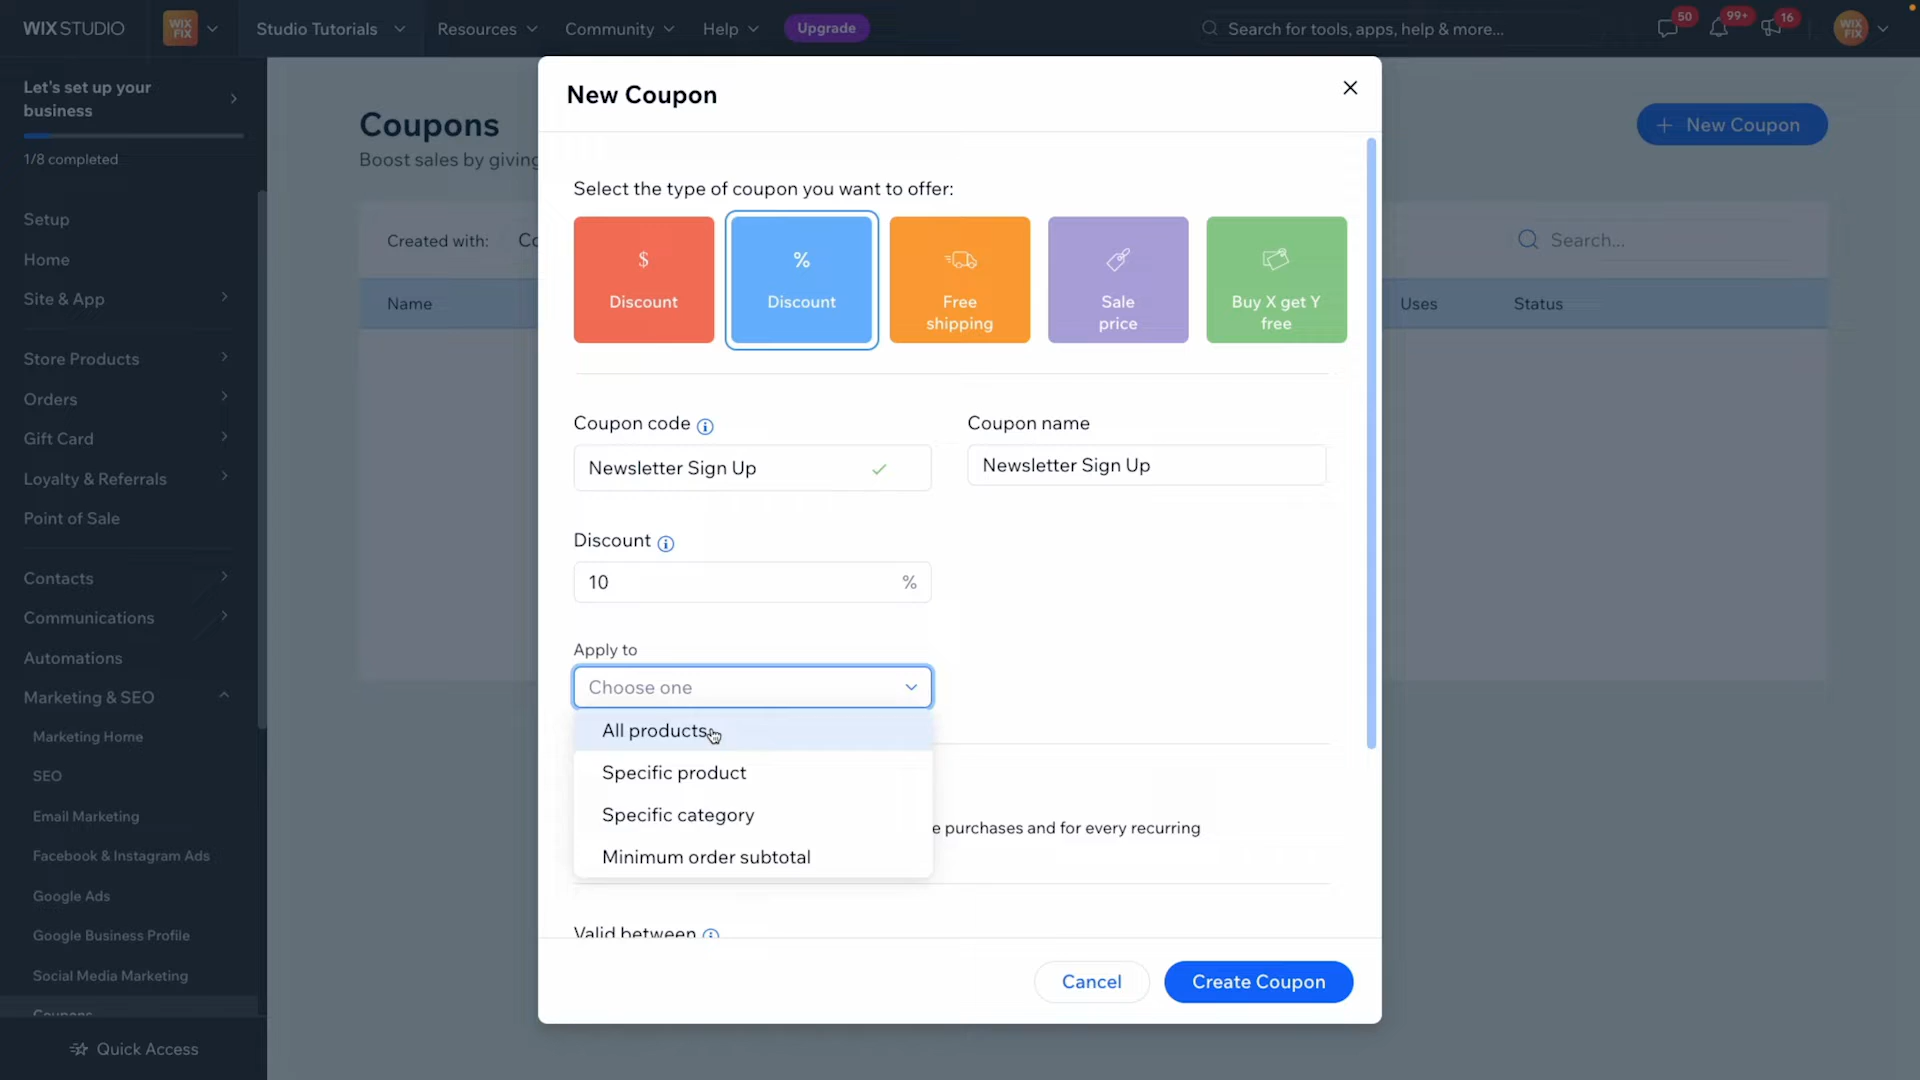 WIX STUDIO
WIX
FIX
Studio Tutorials
Resources
Community
Help
Upgrade
Search for tools, apps, help & more...
50
99+
16
WIX
FIX
Let's set up your
business
1/8 completed
Setup
Home
Site & App
Store Products
Orders
Gift Card
Loyalty & Referrals
Point of Sale
Contacts
Communications
Automations
Marketing & SEO
Marketing Home
SEO
Email Marketing
Facebook & Instagram Ads
Google Ads
Google Business Profile
Social Media Marketing
Coupons
Quick Access
Coupons
Boost sales by giving
+ New Coupon
Created with:
Search...
Name
Uses
Status
New Coupon
Select the type of coupon you want to offer:
$
Discount
%
Discount
Free
shipping
Sale
price
Buy X get Y
free
Coupon code
Newsletter Sign Up
Coupon name
Newsletter Sign Up
Discount
10 %
Apply to
Choose one
All products
Specific product
Specific category
Minimum order subtotal
e purchases and for every recurring
Valid between
Cancel
Create Coupon